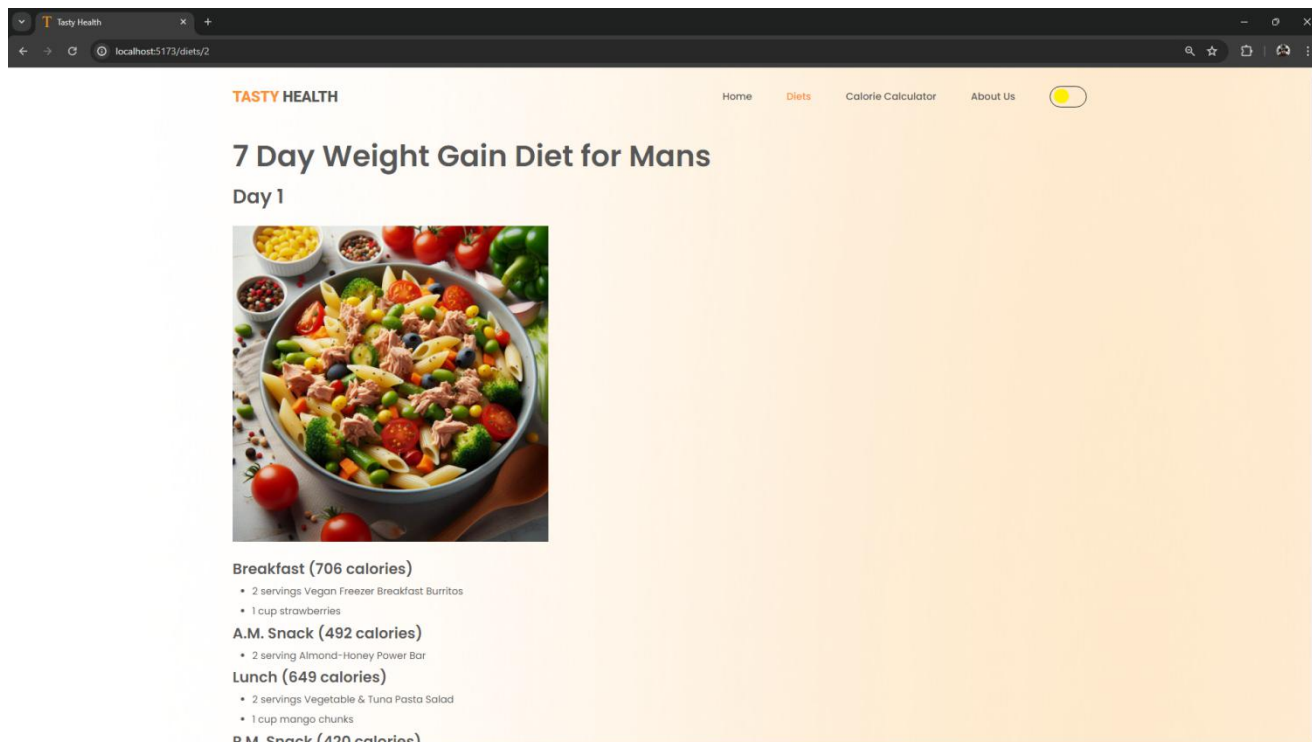 T Tasty Health
localhost:5173/diets/2
TASTY HEALTH
Home Diets Calorie Calculator About Us
7 Day Weight Gain Diet for Mans
Day 1
Breakfast (706 calories)
• 2 servings Vegan Freezer Breakfast Burritos
• 1 cup strawberries
A.M. Snack (492 calories)
• 2 serving Almond-Honey Power Bar
Lunch (649 calories)
• 2 servings Vegetable & Tuna Pasta Salad
• 1 cup mango chunks
P.M. Snack (420 calories)